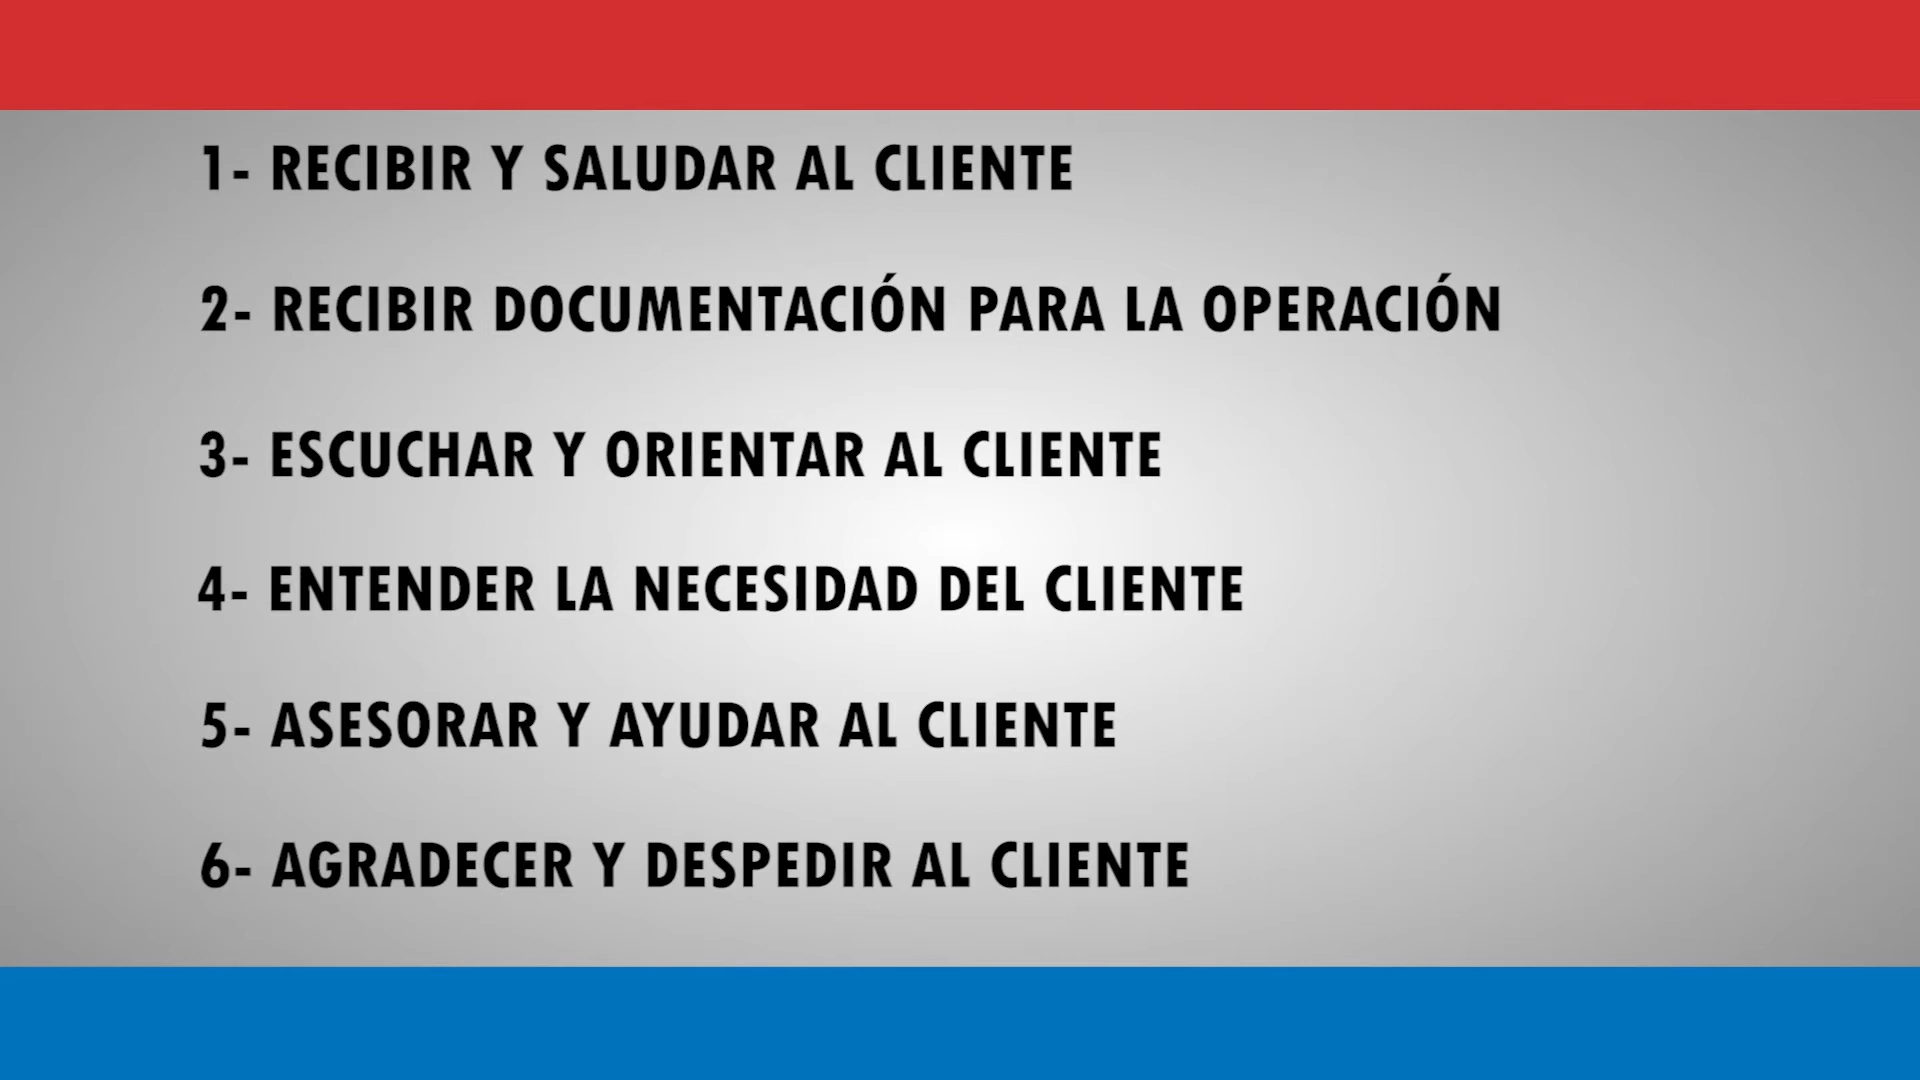 1- RECIBIR Y SALUDAR AL CLIENTE
2- RECIBIR DOCUMENTACIÓN PARA LA OPERACIÓN
3- ESCUCHAR Y ORIENTAR AL CLIENTE
4- ENTENDER LA NECESIDAD DEL CLIENTE
5- ASESORAR Y AYUDAR AL CLIENTE
6- AGRADECER Y DESPEDIR AL CLIENTE